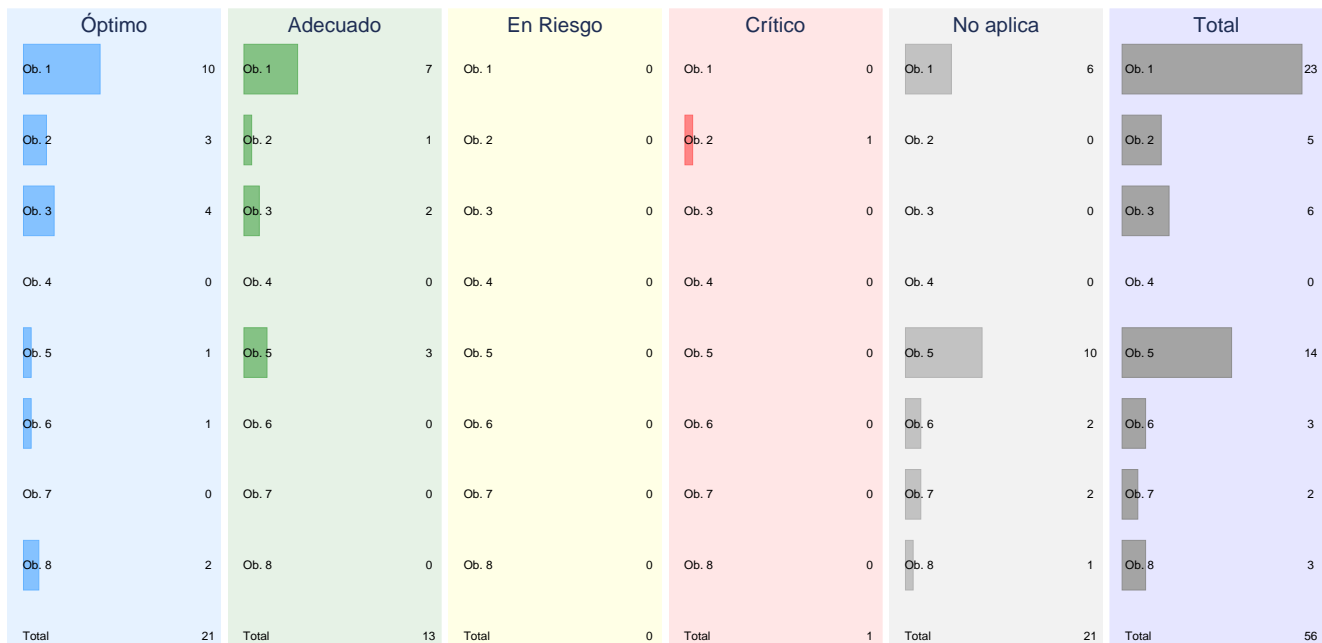 Óptimo Adecuado En Riesgo Crítico No aplica Total
Ob. 1 10 Ob. 1 7 Ob. 1 0 Ob. 1 0 Ob. 1 6 Ob. 1 23
Ob. 2 3 Ob. 2 1 Ob. 2 0 Ob. 2 1 Ob. 2 0 Ob. 2 5
Ob. 3 4 Ob. 3 2 Ob. 3 0 Ob. 3 0 Ob. 3 0 Ob. 3 6
Ob. 4 0 Ob. 4 0 Ob. 4 0 Ob. 4 0 Ob. 4 0 Ob. 4 0
Ob. 5 1 Ob. 5 3 Ob. 5 0 Ob. 5 0 Ob. 5 10 Ob. 5 14
Ob. 6 1 Ob. 6 0 Ob. 6 0 Ob. 6 0 Ob. 6 2 Ob. 6 3
Ob. 7 0 Ob. 7 0 Ob. 7 0 Ob. 7 0 Ob. 7 2 Ob. 7 2
Ob. 8 2 Ob. 8 0 Ob. 8 0 Ob. 8 0 Ob. 8 1 Ob. 8 3
Total 21 Total 13 Total 0 Total 1 Total 21 Total 56